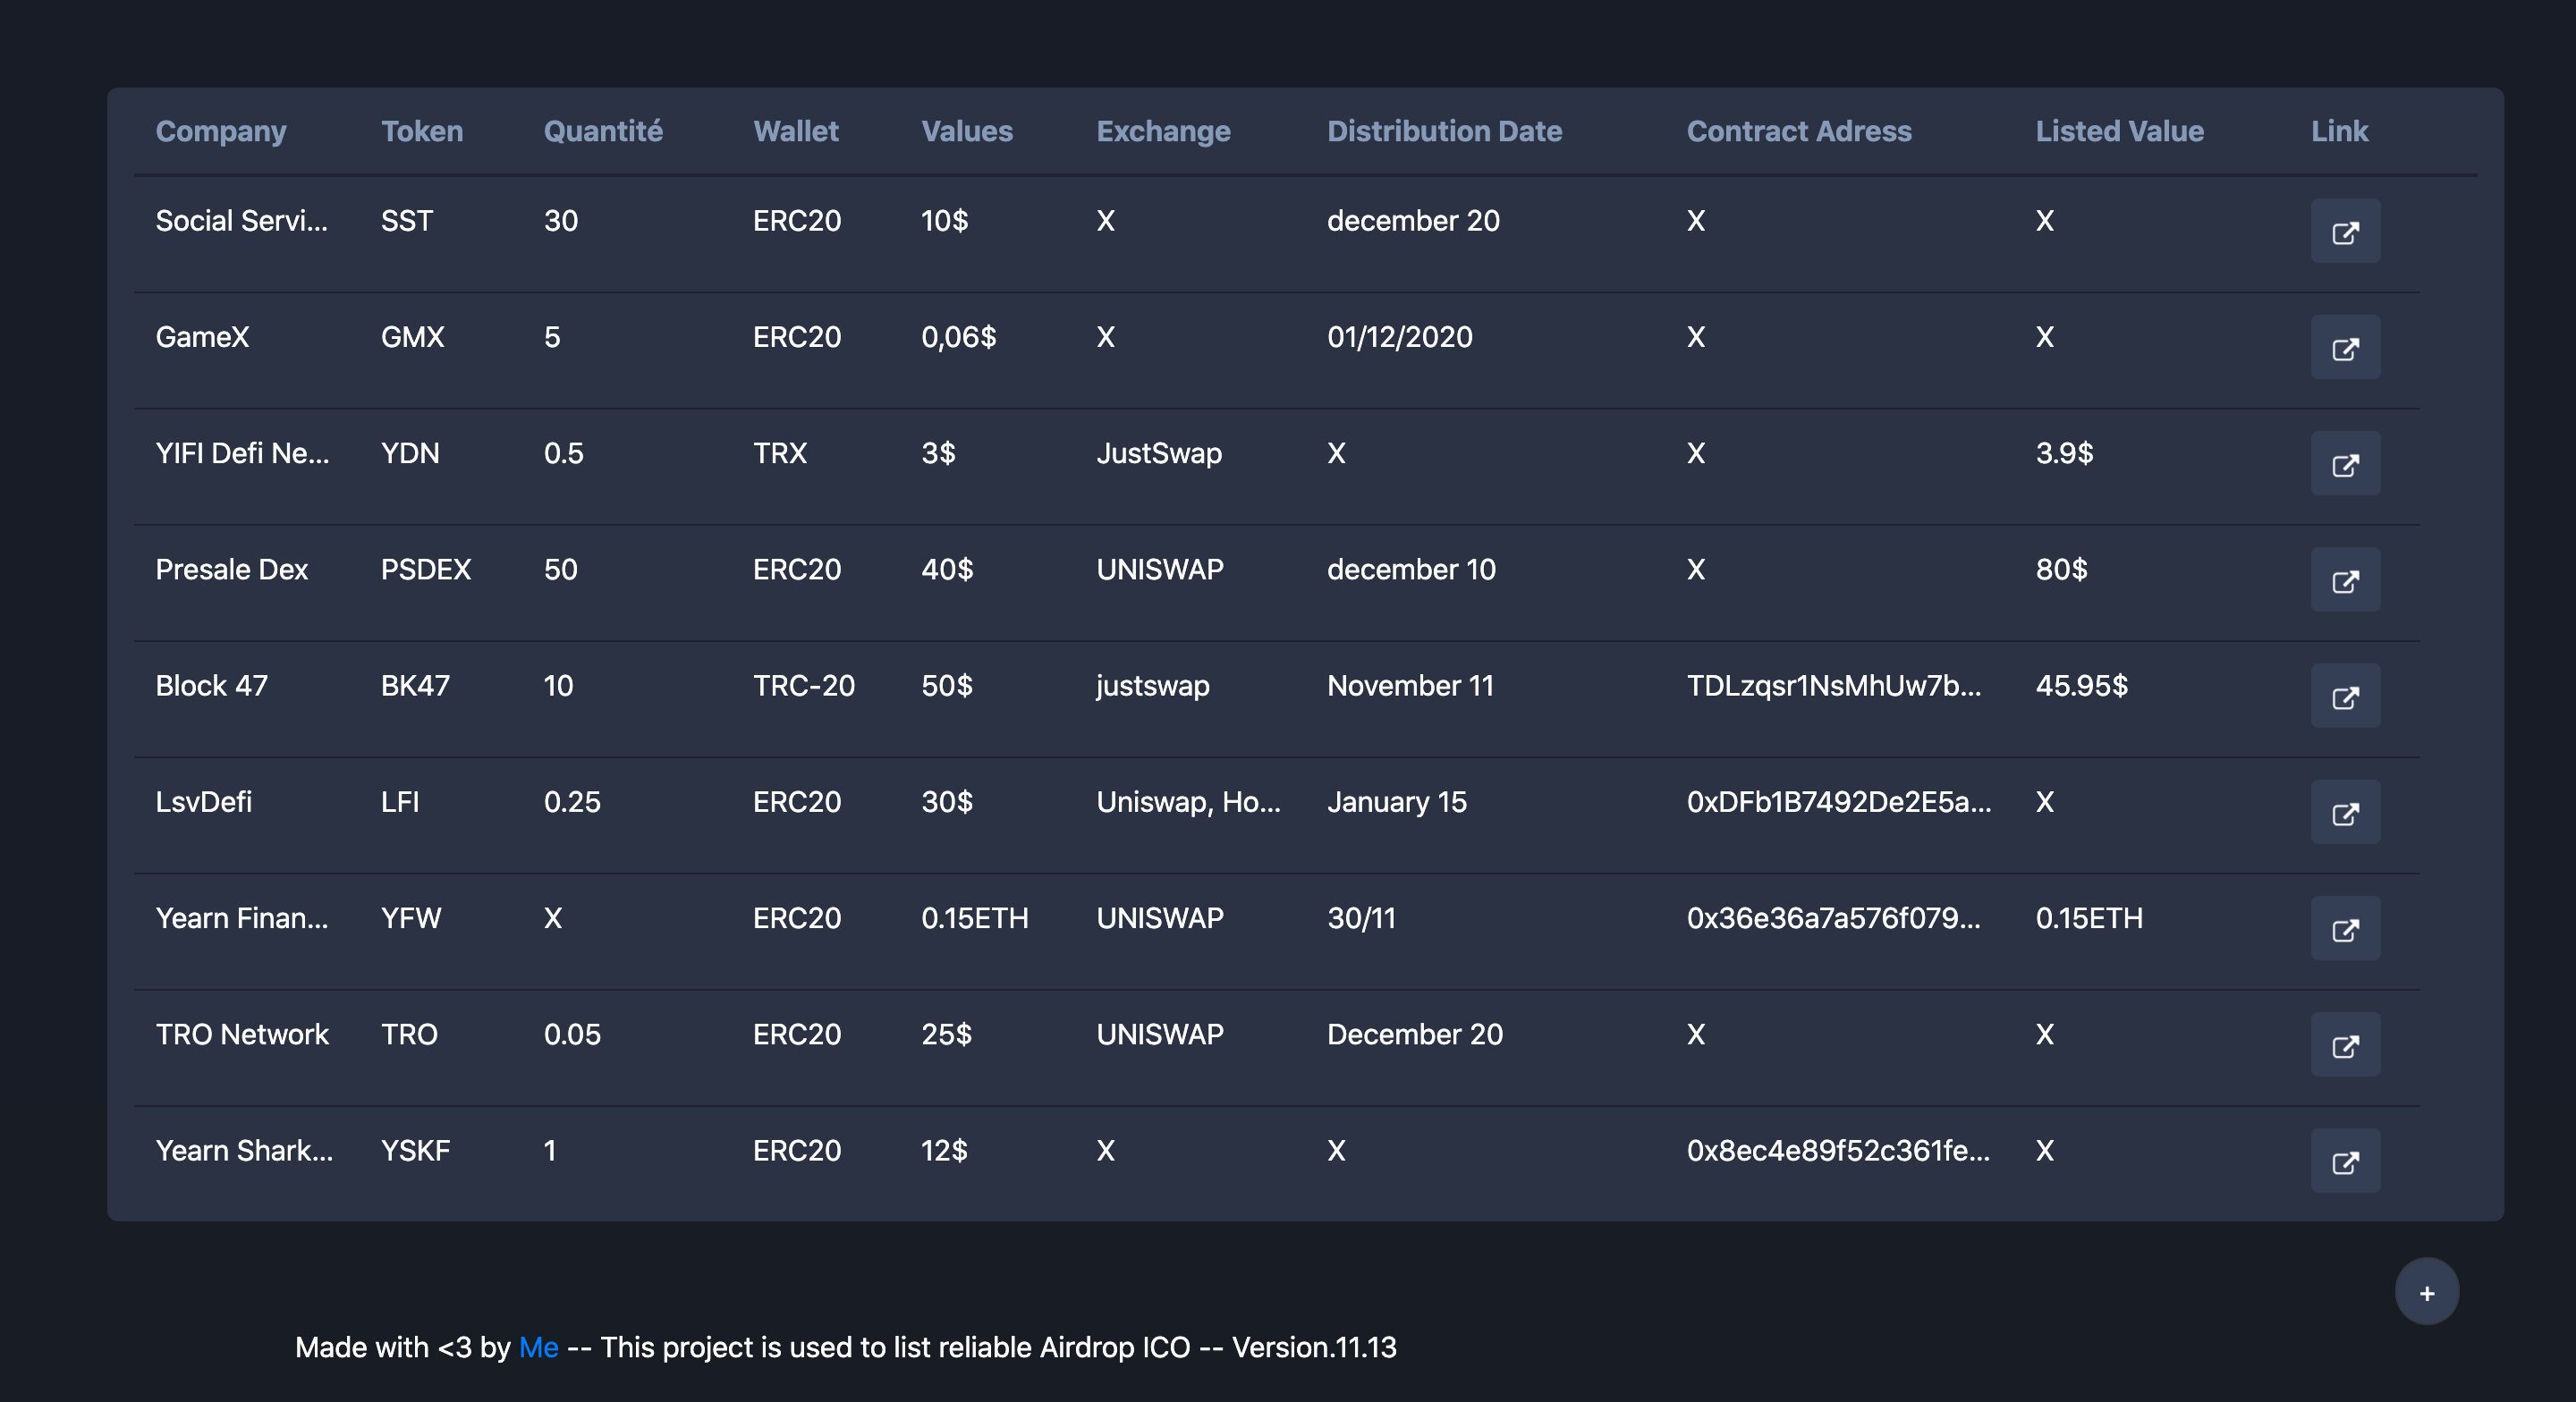 Company Token Quantité Wallet Values Exchange Distribution Date Contract Adress Listed Value Link
Social Servi... SST 30 ERC20 10$ X december 20 X X
GameX GMX 5 ERC20 0,06$ X 01/12/2020 X X
YIFI Defi Ne... YDN 0.5 TRX 3$ JustSwap X X 3.9$
Presale Dex PSDEX 50 ERC20 40$ UNISWAP december 10 X 80$
Block 47 BK47 10 TRC-20 50$ justswap November 11 TDLzqsr1NsMhUw7b... 45.95$
LsvDefi LFI 0.25 ERC20 30$ Uniswap, Ho... January 15 0xDFb1B7492De2E5a... X
Yearn Finan... YFW X ERC20 0.15ETH UNISWAP 30/11 0x36e36a7a576f079... 0.15ETH
TRO Network TRO 0.05 ERC20 25$ UNISWAP December 20 X X
Yearn Shark... YSKF 1 ERC20 12$ X X 0x8ec4e89f52c361fe... X
+
Made with <3 by Me -- This project is used to list reliable Airdrop ICO -- Version.11.13